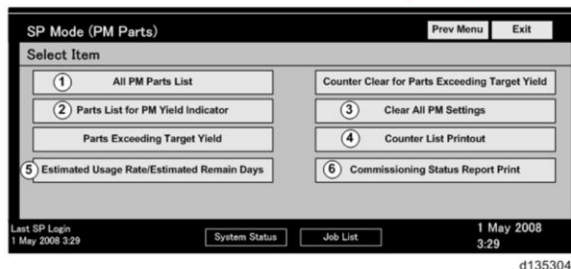 SP Mode (PM Parts)
Prev Menu
Exit
Select Item
1 All PM Parts List
Counter Clear for Parts Exceeding Target Yield
2 Parts List for PM Yield Indicator
3 Clear All PM Settings
Parts Exceeding Target Yield
4 Counter List Printout
5 Estimated Usage Rate/Estimated Remain Days
6 Commissioning Status Report Print
Last SP Login
1 May 2008 3:29
System Status
Job List
1 May 2008
3:29
d135304